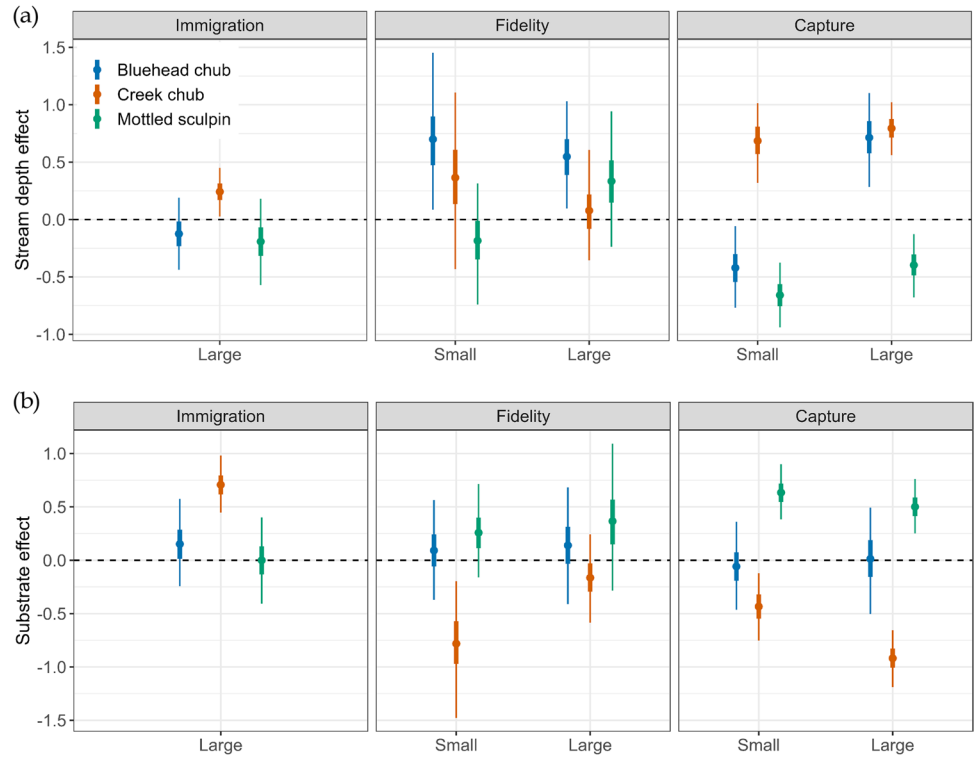 (a)
Immigration Fidelity Capture
Stream depth effect
1.5
1.0
0.5
0.0
-0.5
-1.0
Bluehead chub
Creek chub
Mottled sculpin
Large Small Large Small Large
(b)
Immigration Fidelity Capture
Substrate effect
1.0
0.5
0.0
-0.5
-1.0
-1.5
Large Small Large Small Large